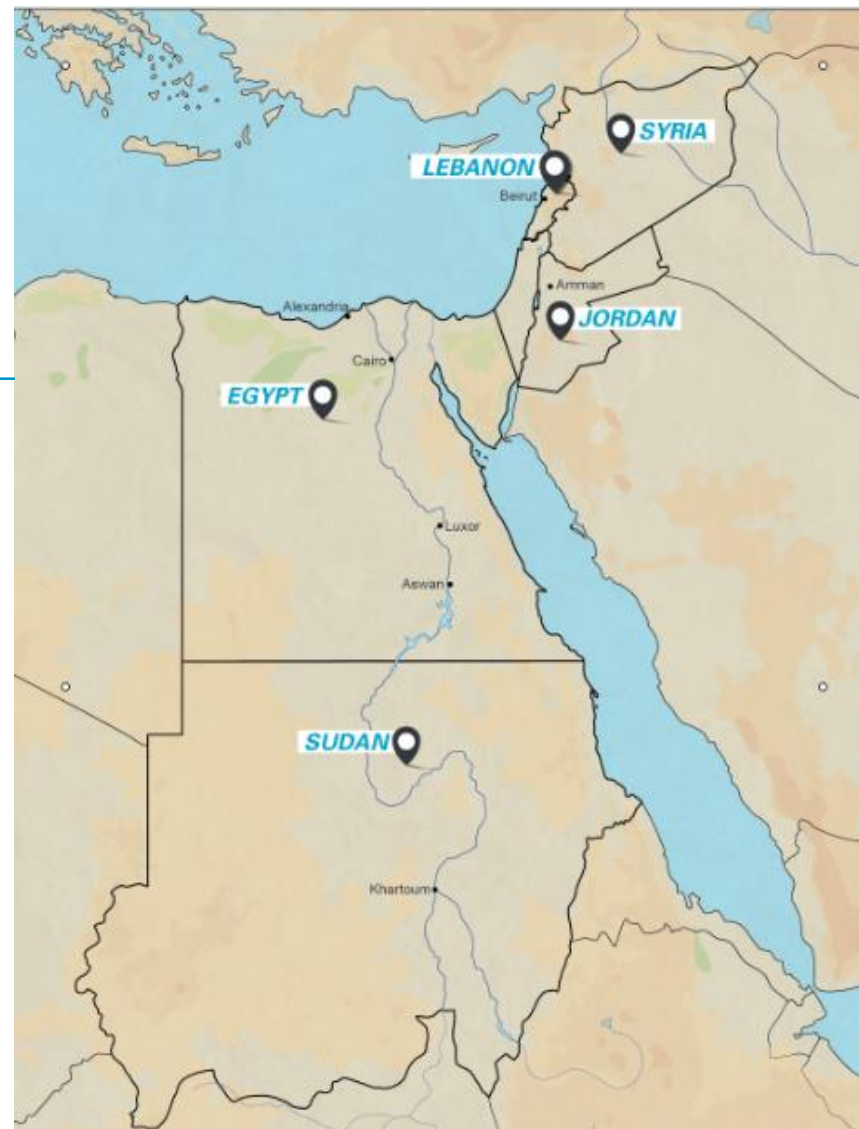 SYRIA
LEBANON
Beirut
Amman
Alexandria
JORDAN
Cairo
EGYPT
Luxor
Aswan
SUDAN
Khartoum